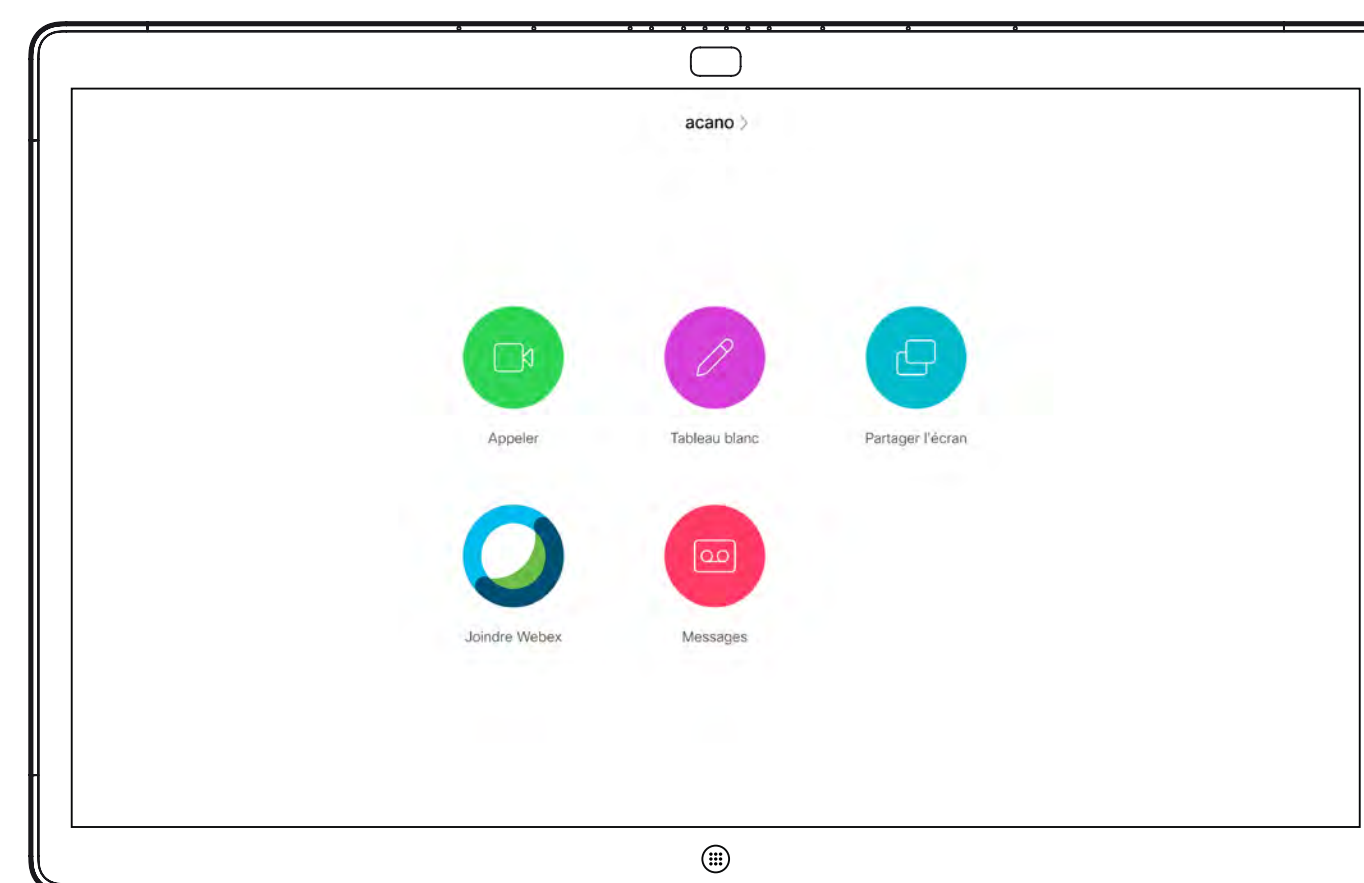 acano
Appeler
Tableau blanc
Partager l'écran
Joindre Webex
Messages